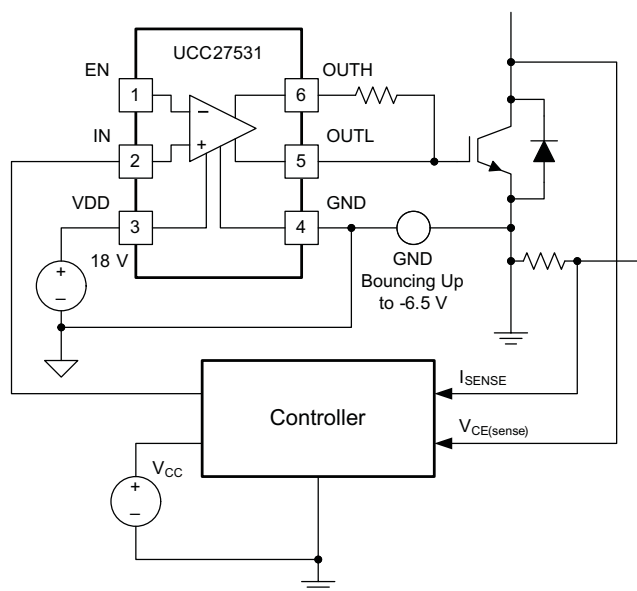 UCC27531
EN
1
OUTH
6
IN
2
OUTL
5
VDD
3
GND
4
18 V
+
–
GND
Bouncing Up
to -6.5 V
Controller
ISENSE
VCE(sense)
VCC
+
–
–
+